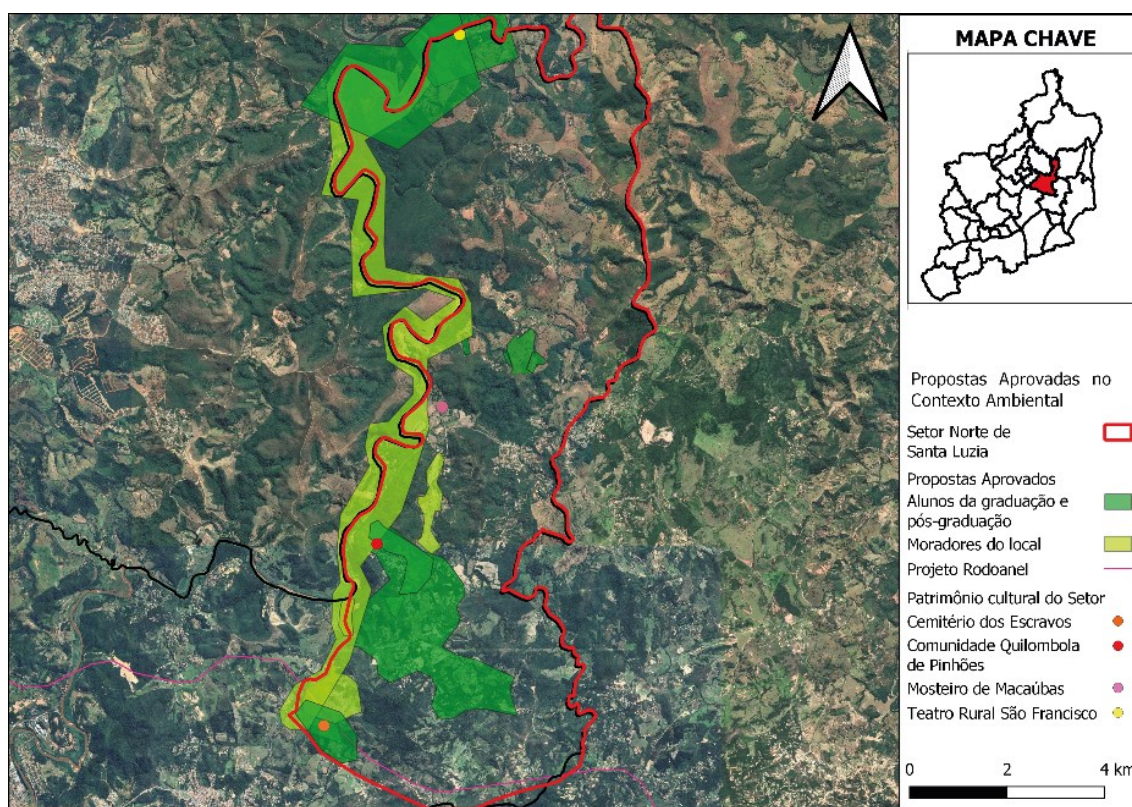 MAPA CHAVE
Propostas Aprovadas no
Contexto Ambiental
Setor Norte de
Santa Luzia
Propostas Aprovados
Alunos da graduação e
pós-graduação
Moradores do local
Projeto Rodoanel
Patrimônio cultural do Setor
Cemitério dos Escravos
Comunidade Quilombola
de Pinhões
Mosteiro de Macaúbas
Teatro Rural São Francisco
0 2 4 km